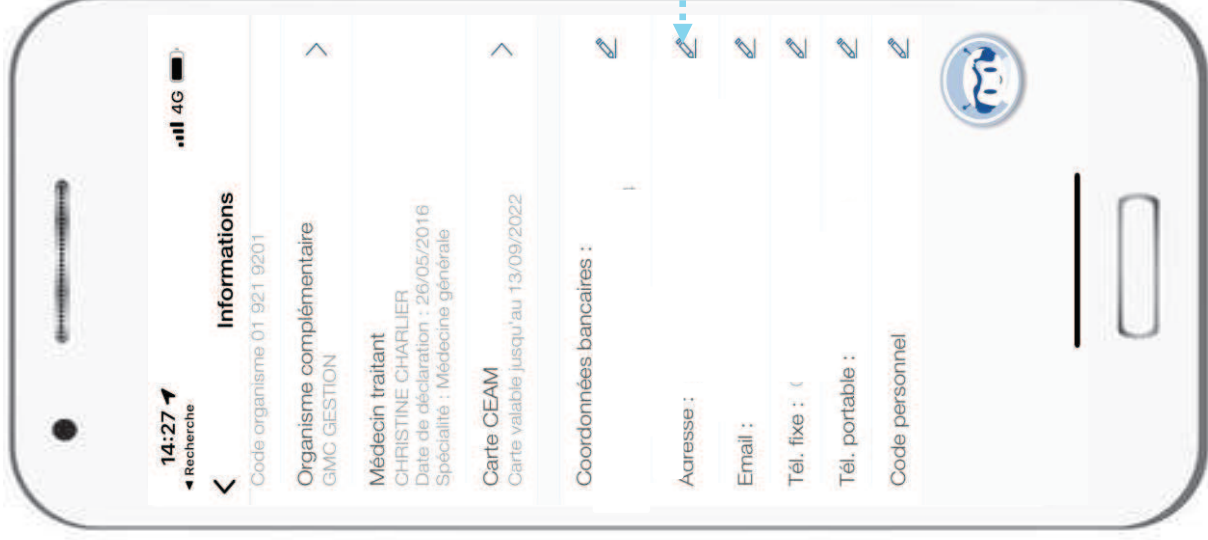 14:27
4G
◀ Recherche
Informations
Code organisme 01 921 9201
Organisme complémentaire
GMC GESTION
Médecin traitant
CHRISTINE CHARLIER
Date de déclaration : 26/05/2016
Spécialité : Médecine générale
Carte CEAM
Carte valable jusqu'au 13/09/2022
Coordonnées bancaires :
Adresse :
Email :
Tél. fixe :
Tél. portable :
Code personnel